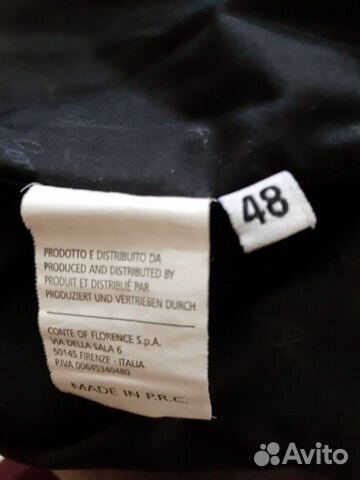 48
PRODOTTO E DISTRIBUITO DA
PRODUCED AND DISTRIBUTED BY
PRODUIT ET DISTRIBUÉ PAR
PRODUZIERT UND VERTRIEBEN DURCH
CONTE OF FLORENCE S.p.A.
VIA DELLA SALA 6
50145 FIRENZE - ITALIA
P.IVA 00645340480
MADE IN P.R.C.
Avito